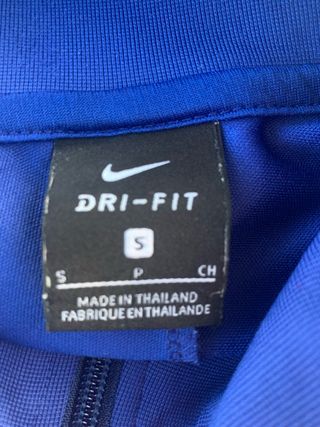 DRI-FIT
S
S P CH
MADE IN THAILAND
FABRIQUE EN THAILANDE